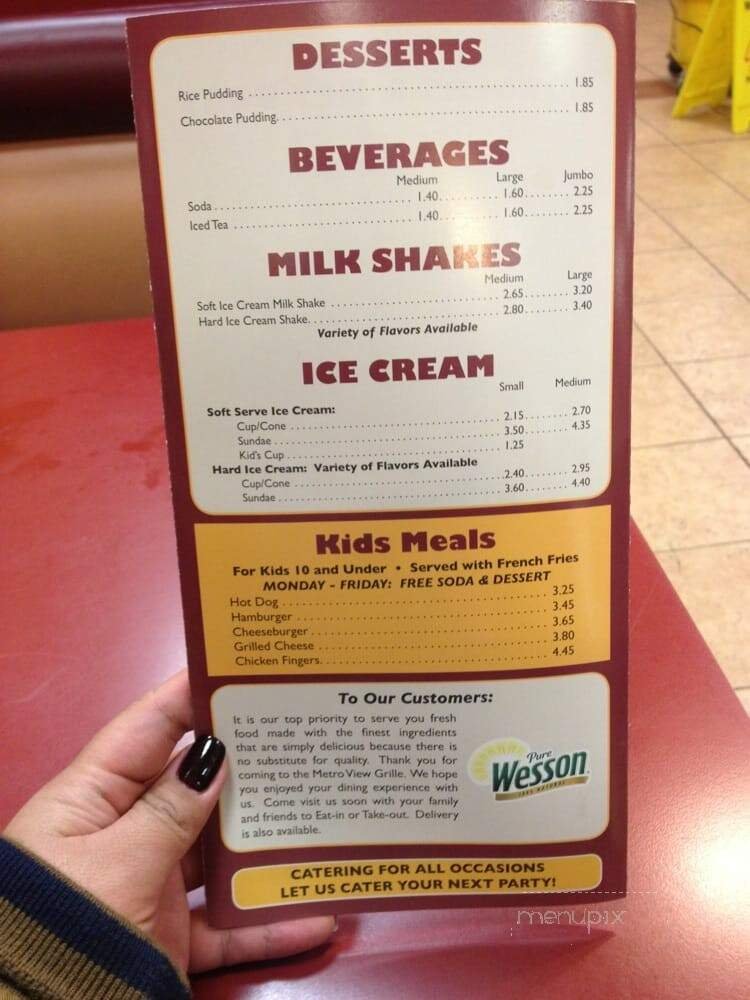 DESSERTS
Rice Pudding 1.85
Chocolate Pudding 1.85
BEVERAGES
Medium Large Jumbo
Soda 1.40 1.60 2.25
Iced Tea 1.40 1.60 2.25
MILK SHAKES
Medium Large
Soft Ice Cream Milk Shake 2.65 3.20
Hard Ice Cream Shake 2.80 3.40
Variety of Flavors Available
ICE CREAM
Small Medium
Soft Serve Ice Cream:
Cup/Cone 2.15 2.70
Sundae 3.50 4.35
Kid's Cup 1.25
Hard Ice Cream: Variety of Flavors Available
Cup/Cone 2.40 2.95
Sundae 3.60 4.40
Kids Meals
For Kids 10 and Under • Served with French Fries
MONDAY - FRIDAY: FREE SODA & DESSERT
Hot Dog 3.25
Hamburger 3.45
Cheeseburger 3.65
Grilled Cheese 3.80
Chicken Fingers 4.45
To Our Customers:
It is our top priority to serve you fresh
food made with the finest ingredients
that are simply delicious because there is
no substitute for quality. Thank you for
coming to the MetroView Grille. We hope
you enjoyed your dining experience with
us. Come visit us soon with your family
and friends to Eat-in or Take-out. Delivery
is also available.
Pure
Wesson
100% NATURAL
CATERING FOR ALL OCCASIONS
LET US CATER YOUR NEXT PARTY!
menupix